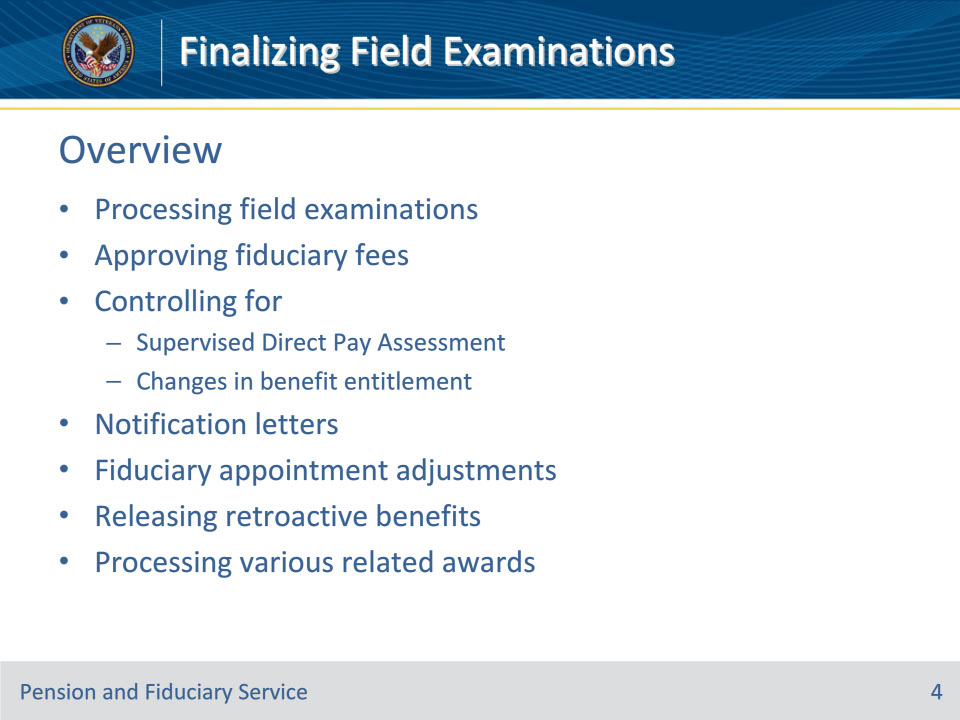 Finalizing Field Examinations
Overview
• Processing field examinations
• Approving fiduciary fees
• Controlling for
– Supervised Direct Pay Assessment
– Changes in benefit entitlement
• Notification letters
• Fiduciary appointment adjustments
• Releasing retroactive benefits
• Processing various related awards
Pension and Fiduciary Service
4